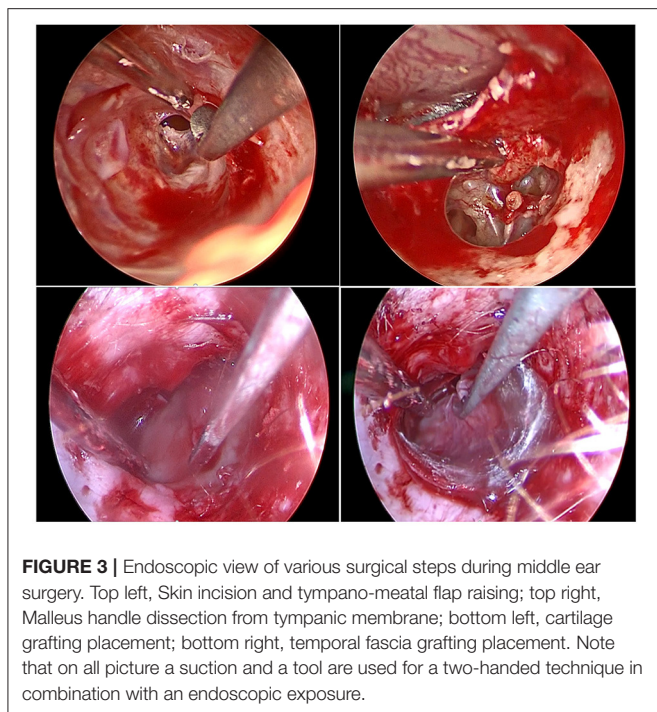 FIGURE 3 | Endoscopic view of various surgical steps during middle ear
surgery. Top left, Skin incision and tympano-meatal flap raising; top right,
Malleus handle dissection from tympanic membrane; bottom left, cartilage
grafting placement; bottom right, temporal fascia grafting placement. Note
that on all picture a suction and a tool are used for a two-handed technique in
combination with an endoscopic exposure.